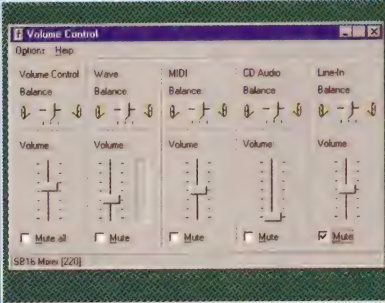 Volume Control
Options Help
Volume Control Wave MIDI CD Audio Line-In
Balance: Balance: Balance: Balance: Balance:
Volume: Volume: Volume: Volume: Volume:
Mute all Mute Mute Mute Mute
SB16 Mixer [220]